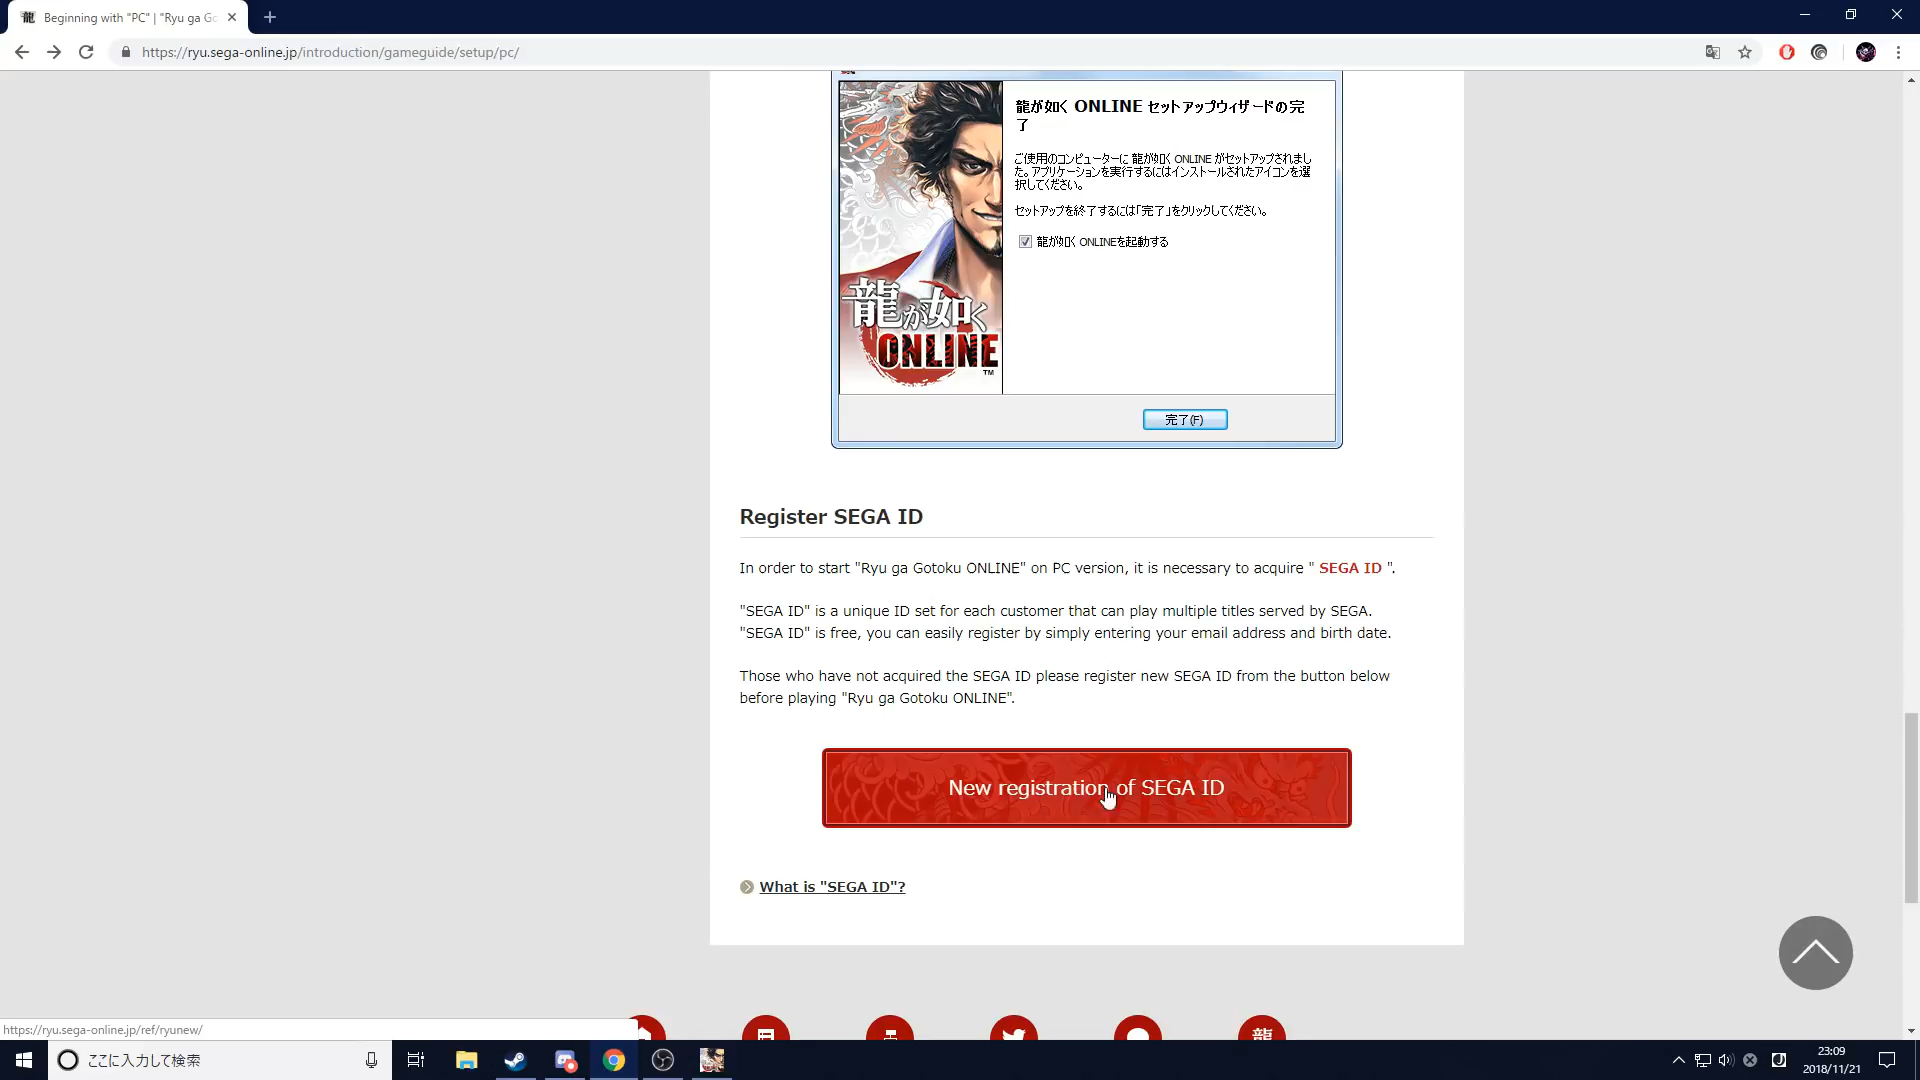 Beginning with "PC" | "Ryu ga Go
https://ryu.sega-online.jp/introduction/gameguide/setup/pc/
龍が如く ONLINE セットアップウィザードの完
了
ご使用のコンピューターに 龍が如く ONLINE がセットアップされまし
た。アプリケーションを実行するにはインストールされたアイコンを選
択してください。
セットアップを終了するには「完了」をクリックしてください。
龍が如く ONLINEを起動する
龍が如く
ONLINE
TM
完了(F)
Register SEGA ID
In order to start "Ryu ga Gotoku ONLINE" on PC version, it is necessary to acquire " SEGA ID ".
"SEGA ID" is a unique ID set for each customer that can play multiple titles served by SEGA.
"SEGA ID" is free, you can easily register by simply entering your email address and birth date.
Those who have not acquired the SEGA ID please register new SEGA ID from the button below
before playing "Ryu ga Gotoku ONLINE".
New registration of SEGA ID
What is "SEGA ID"?
龍
https://ryu.sega-online.jp/ref/ryunew/
ここに入力して検索
23:09
2018/11/21